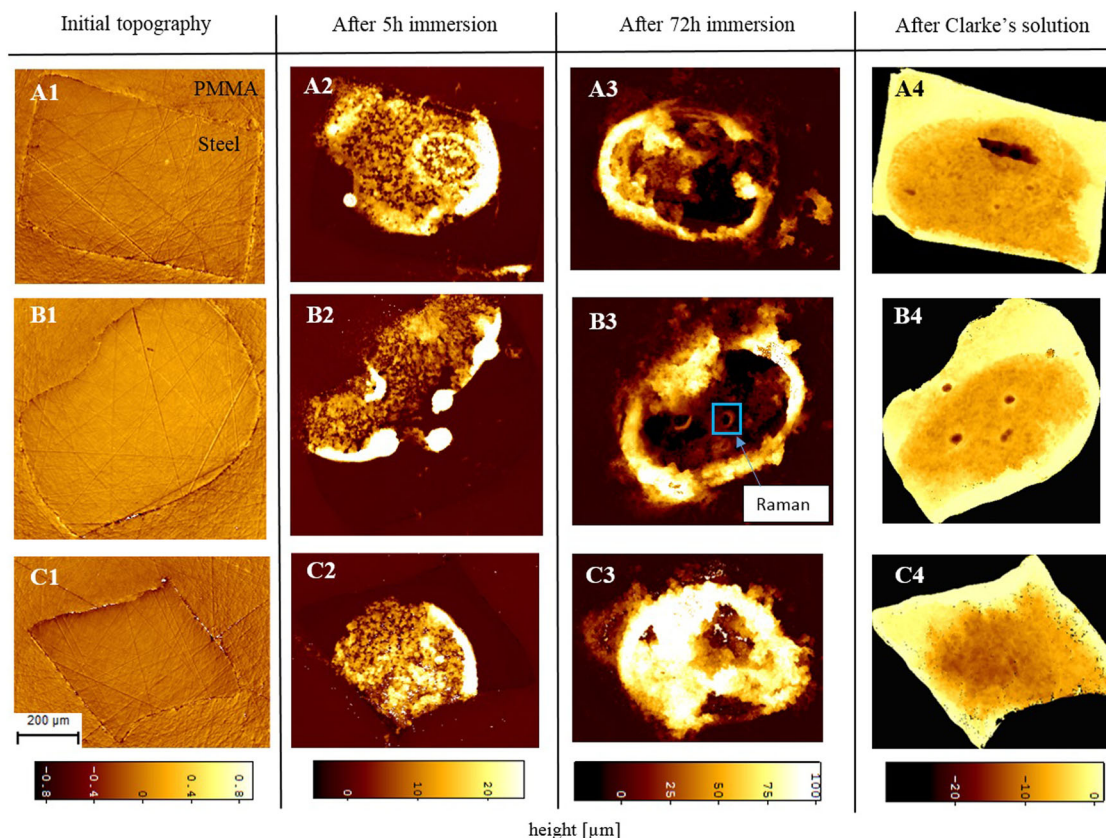 Initial topography
After 5h immersion
After 72h immersion
After Clarke's solution
A1
PMMA
Steel
A2
A3
A4
B1
B2
B3
Raman
B4
C1
200 µm
C2
C3
C4
-0.8 -0.4 0 0.4 0.8
0 10 20
0 25 50 75 100
-20 -10 0
height [µm]